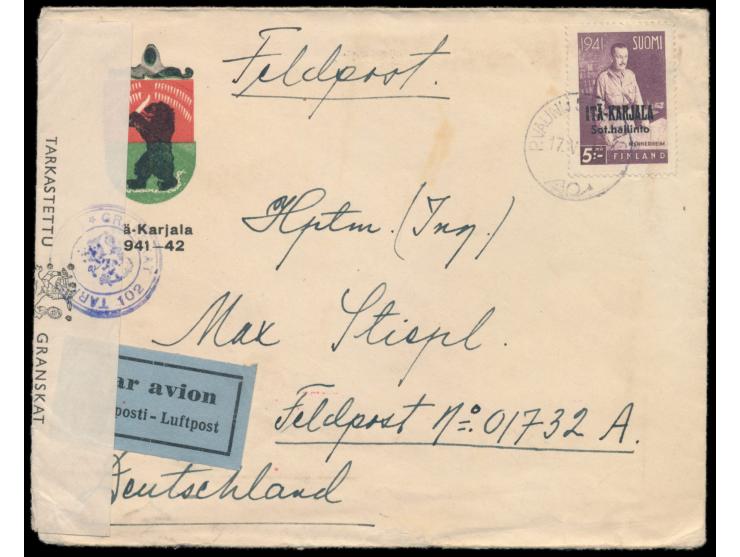 Feldpost.
1941 SUOMI
ITÄ-KARJALA
Sot.hallinto
MANNERHEIM
5:- FINLAND
ä-Karjala
941-42
Hptm. (Ing.)
Max Stiepl.
Feldpost No. 01732 A.
Deutschland
ar avion
posti - Luftpost
TARKASTETTU
GRANSKAT
102